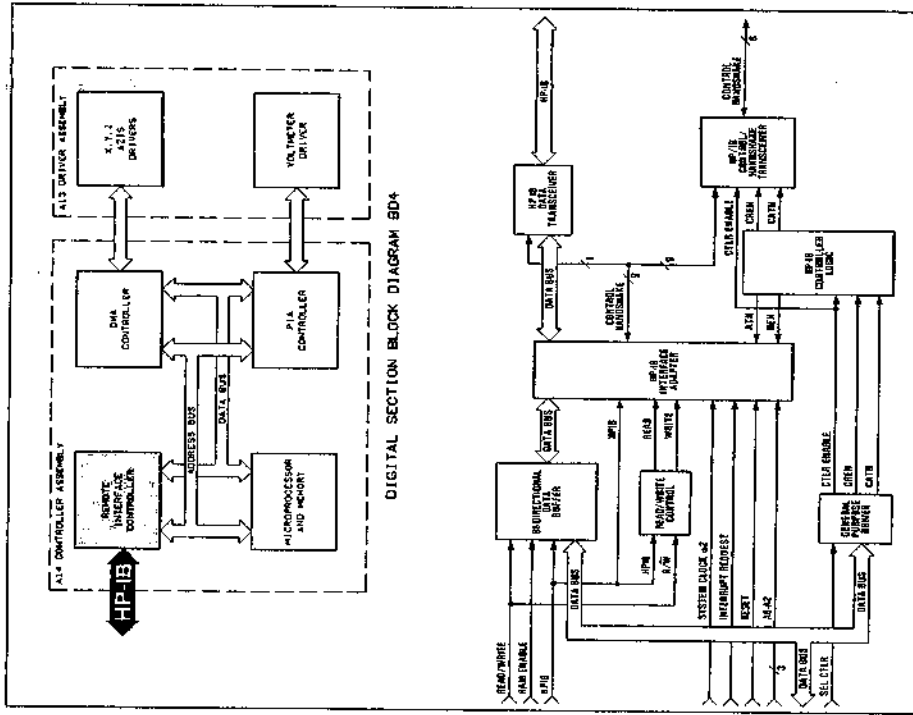 A14 CONTROLLER ASSEMBLY
A15 DRIVER ASSEMBLY
HP-IB
REMOTE
INTERFACE
CONTROLLER
DMA
CONTROLLER
X,Y,Z
AXIS
DRIVERS
ADDRESS BUS
DATA BUS
MICROPROCESSOR
AND MEMORY
PIA
CONTROLLER
VOLTMETER
DRIVER
DIGITAL SECTION BLOCK DIAGRAM BD4
READ/WRITE
RAM ENABLE
HPIB
BIDIRECTIONAL
DATA
BUFFER
DATA BUS
DATA BUS
HPIB
HPIB
R/W
READ/WRITE
CONTROL
READ
WRITE
HP-IB
INTERFACE
ADAPTER
DATA BUS
HPIB
DATA
TRANSCEIVER
HP-IB
CONTROL
HANDSHAKE
SYSTEM CLOCK ø2
INTERRUPT REQUEST
RESET
A0-A2
3
DATA BUS
SEL CTLR
DATA BUS
GENERAL
PURPOSE
DRIVER
CTLR ENABLE
CREN
CATN
ATN
REN
HP-IB
CONTROLLER
LOGIC
CTLR ENABLE
CREN
CATN
HP/IB
CONTROL/
HANDSHAKE
TRANSCEIVER
CONTROL
HANDSHAKE
8